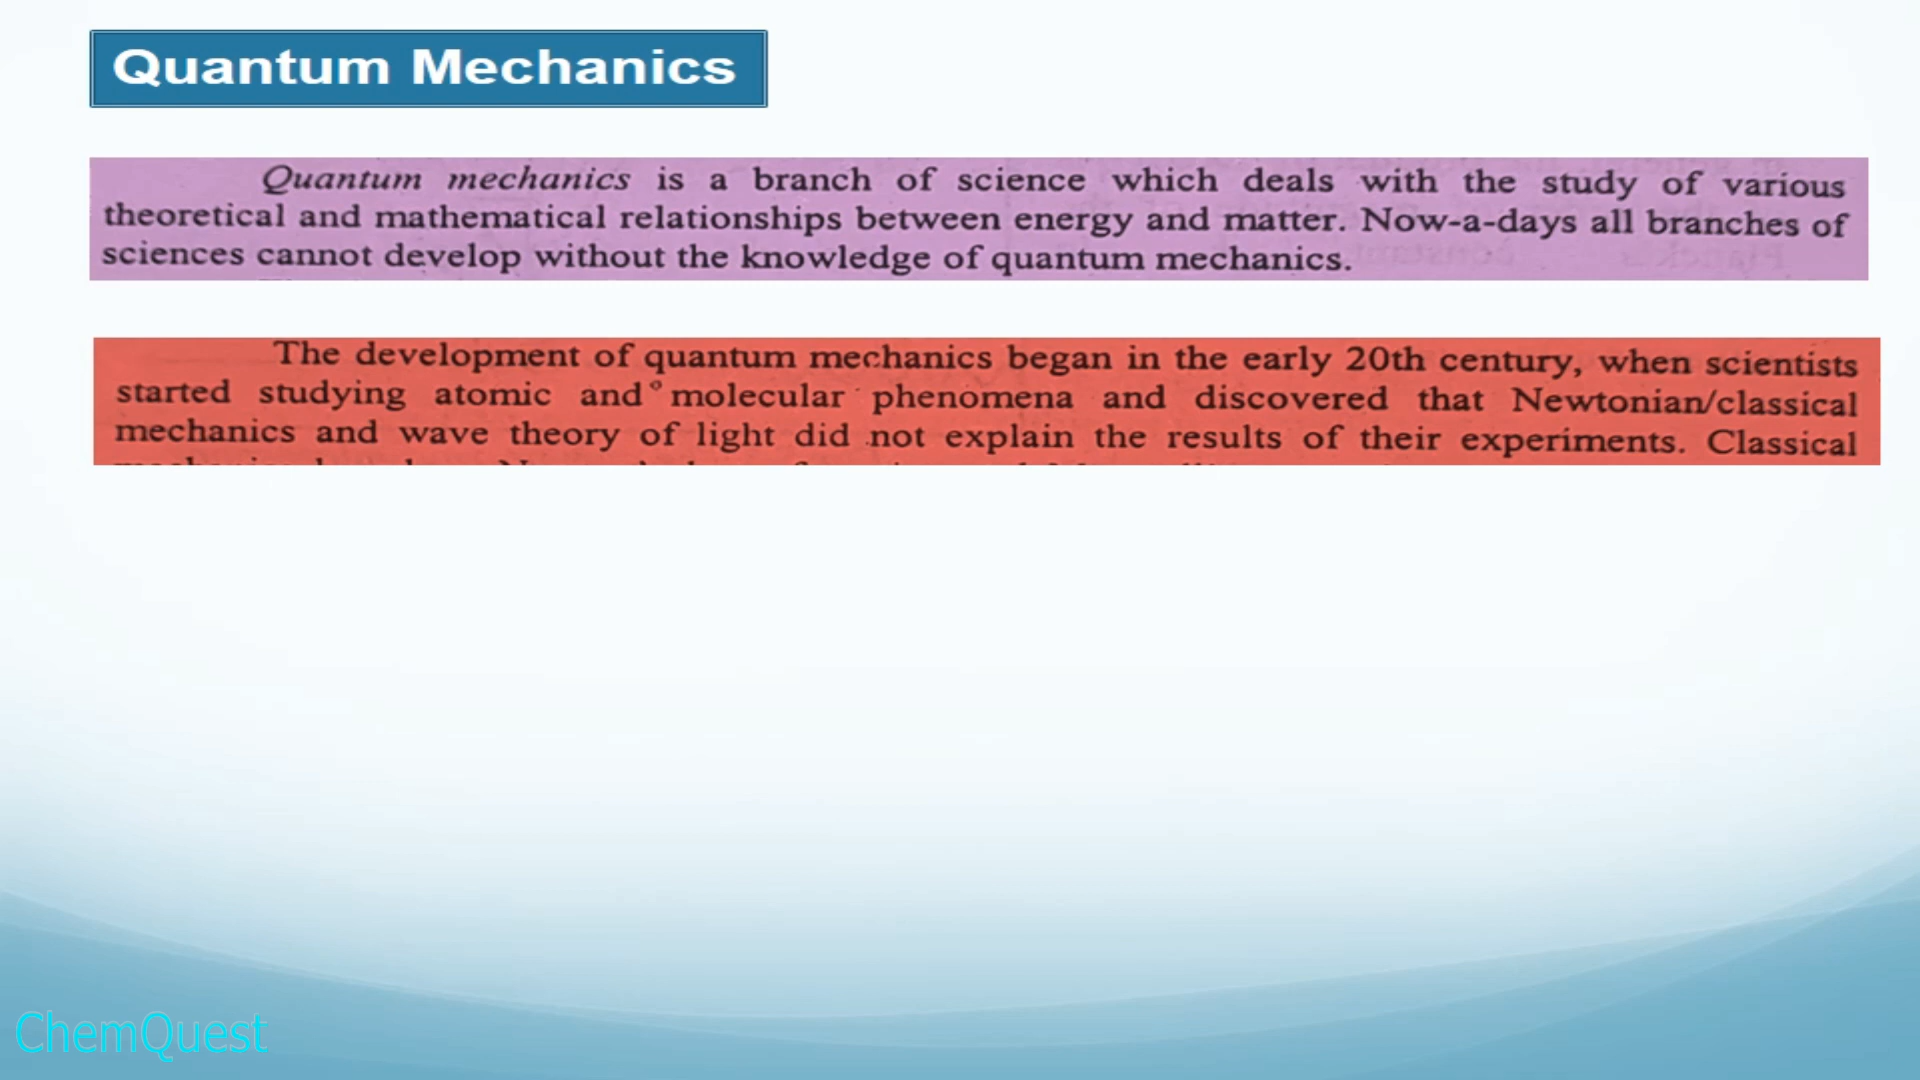 Quantum Mechanics
Quantum mechanics is a branch of science which deals with the study of various
theoretical and mathematical relationships between energy and matter. Now-a-days all branches of
sciences cannot develop without the knowledge of quantum mechanics.
The development of quantum mechanics began in the early 20th century, when scientists
started studying atomic and molecular phenomena and discovered that Newtonian/classical
mechanics and wave theory of light did not explain the results of their experiments. Classical
ChemQuest